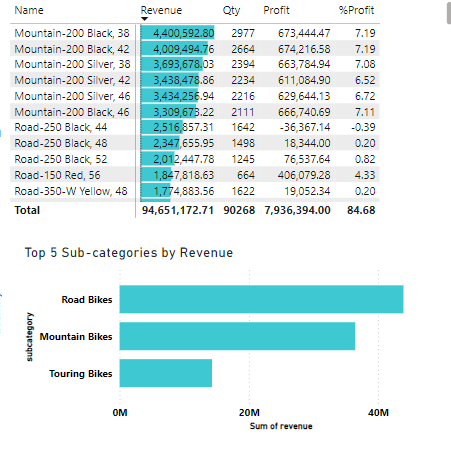 Name Revenue Qty Profit %Profit
Mountain-200 Black, 38 4,400,592.80 2977 673,444.47 7.19
Mountain-200 Black, 42 4,009,494.76 2664 674,216.58 7.19
Mountain-200 Silver, 38 3,693,678.03 2394 663,784.94 7.08
Mountain-200 Silver, 42 3,438,478.86 2234 611,084.90 6.52
Mountain-200 Silver, 46 3,434,256.94 2216 629,644.13 6.72
Mountain-200 Black, 46 3,309,673.22 2111 666,740.69 7.11
Road-250 Black, 44 2,516,857.31 1642 -36,367.14 -0.39
Road-250 Black, 48 2,347,655.95 1498 18,344.00 0.20
Road-250 Black, 52 2,012,447.78 1245 76,537.64 0.82
Road-150 Red, 56 1,847,818.63 664 406,079.28 4.33
Road-350-W Yellow, 48 1,774,883.56 1622 19,052.34 0.20
Total 94,651,172.71 90268 7,936,394.00 84.68
Top 5 Sub-categories by Revenue
subcategory
Road Bikes
Mountain Bikes
Touring Bikes
0M 20M 40M
Sum of revenue